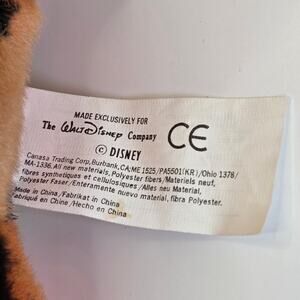 MADE EXCLUSIVELY FOR
The Walt Disney Company
CE
© DISNEY
Canasa Trading Corp, Burbank, CA/ME 1525/PA5501(KR)/Ohio 1378/
MA-1336. All new materials, Polyester fibers/Materiels neuf,
fibres synthetiques et cellulosiques/Alles neu Material,
Polyester Faser/Enteramente nuevo material, fibra Polyester.
Made in China/Fabrikat in China
Fabriqué en Chine/Hecho en China